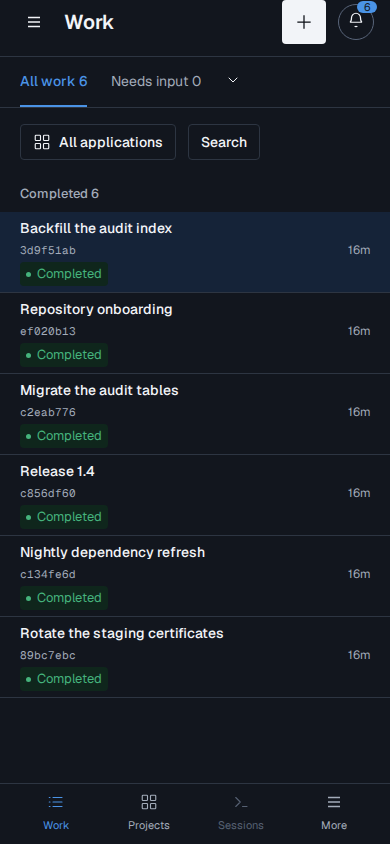 Work
6
All work 6
Needs input 0
All applications
Search
Completed 6
Backfill the audit index
3d9f51ab
16m
Completed
Repository onboarding
ef020b13
16m
Completed
Migrate the audit tables
c2eab776
16m
Completed
Release 1.4
c856df60
16m
Completed
Nightly dependency refresh
c134fe6d
16m
Completed
Rotate the staging certificates
89bc7ebc
16m
Completed
Work
Projects
Sessions
More